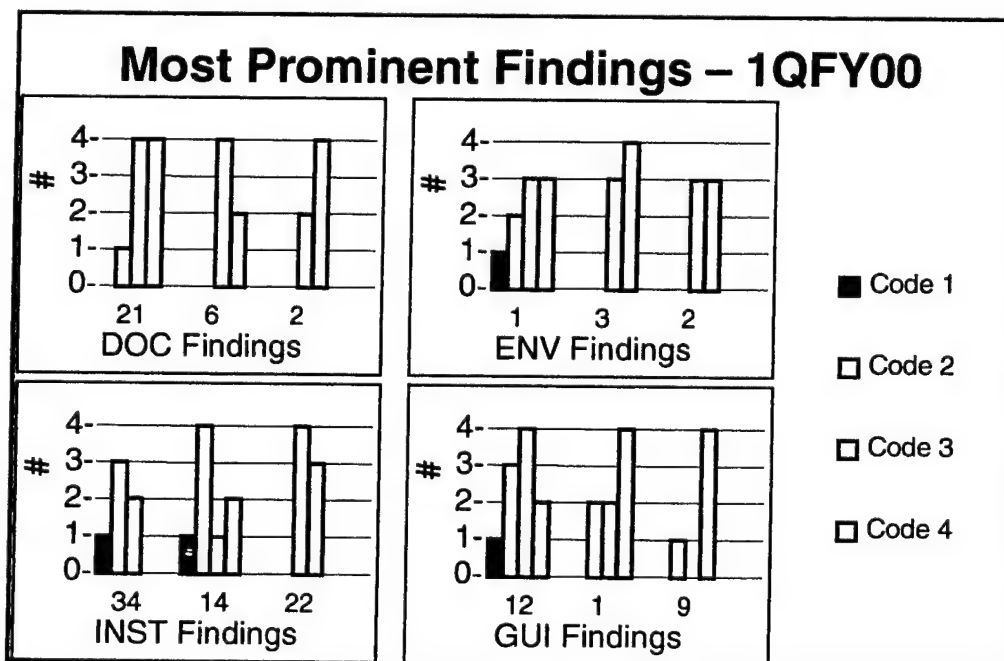 Most Prominent Findings – 1QFY00
4-
3-
2-
1-
0-
#
21 6 2
DOC Findings
4-
3-
2-
1-
0-
#
1 3 2
ENV Findings
4-
3-
2-
1-
0-
#
34 14 22
INST Findings
4-
3-
2-
1-
0-
#
12 1 9
GUI Findings
Code 1
Code 2
Code 3
Code 4